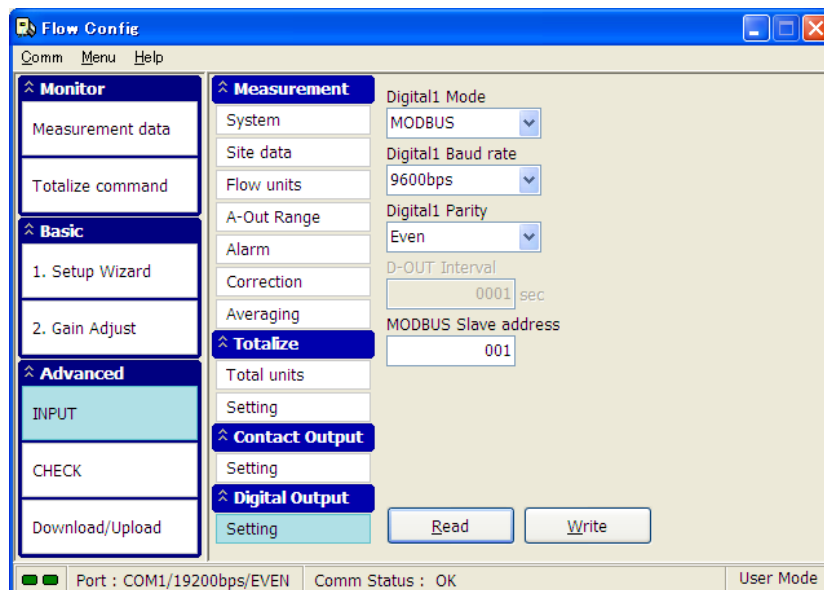 Flow Config
Comm Menu Help
Monitor
Measurement data
Totalize command
Basic
1. Setup Wizard
2. Gain Adjust
Advanced
INPUT
CHECK
Download/Upload
Measurement
System
Site data
Flow units
A-Out Range
Alarm
Correction
Averaging
Totalize
Total units
Setting
Contact Output
Setting
Digital Output
Setting
Digital1 Mode
MODBUS
Digital1 Baud rate
9600bps
Digital1 Parity
Even
D-OUT Interval
0001 sec
MODBUS Slave address
001
Read Write
Port : COM1/19200bps/EVEN Comm Status : OK User Mode